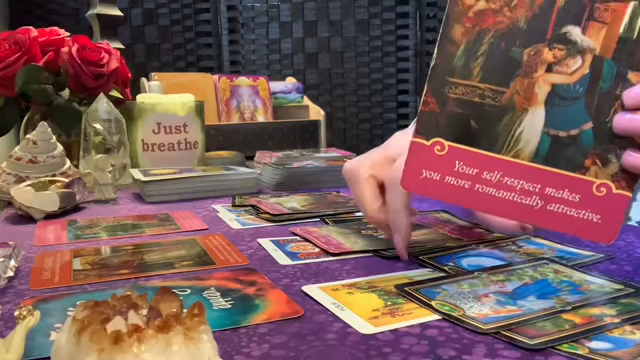 Just
breathe
Your self-respect makes
you more romantically attractive.